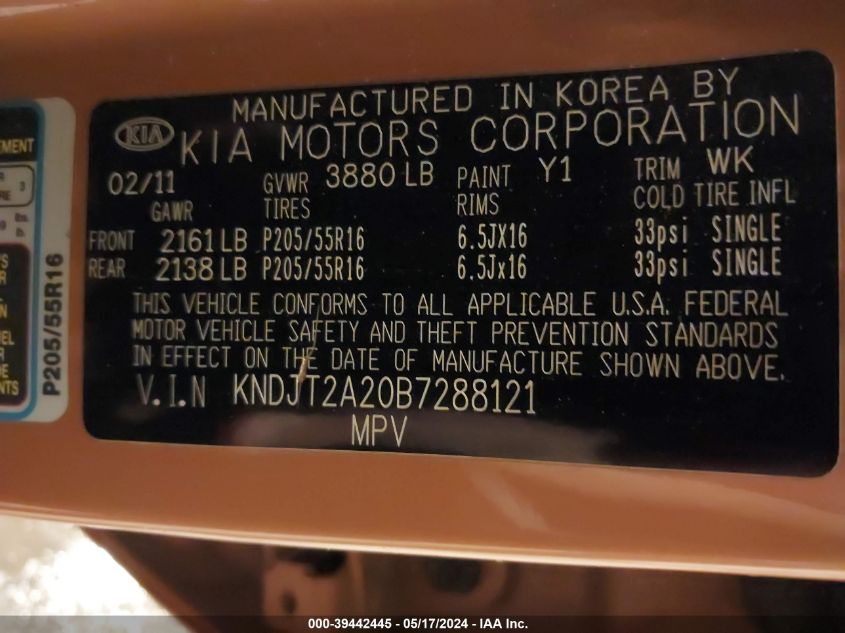 MANUFACTURED IN KOREA BY
KIA KIA MOTORS CORPORATION
02/11 GVWR 3880 LB PAINT Y1 TRIM WK
GAWR TIRES RIMS COLD TIRE INFL
FRONT 2161 LB P205/55R16 6.5JX16 33psi SINGLE
REAR 2138 LB P205/55R16 6.5Jx16 33psi SINGLE
THIS VEHICLE CONFORMS TO ALL APPLICABLE U.S.A. FEDERAL
MOTOR VEHICLE SAFETY AND THEFT PREVENTION STANDARDS
IN EFFECT ON THE DATE OF MANUFACTURE SHOWN ABOVE.
V.I.N KNDJT2A20B7288121
MPV
P205/55R16
000-39442445 - 05/17/2024 - IAA Inc.